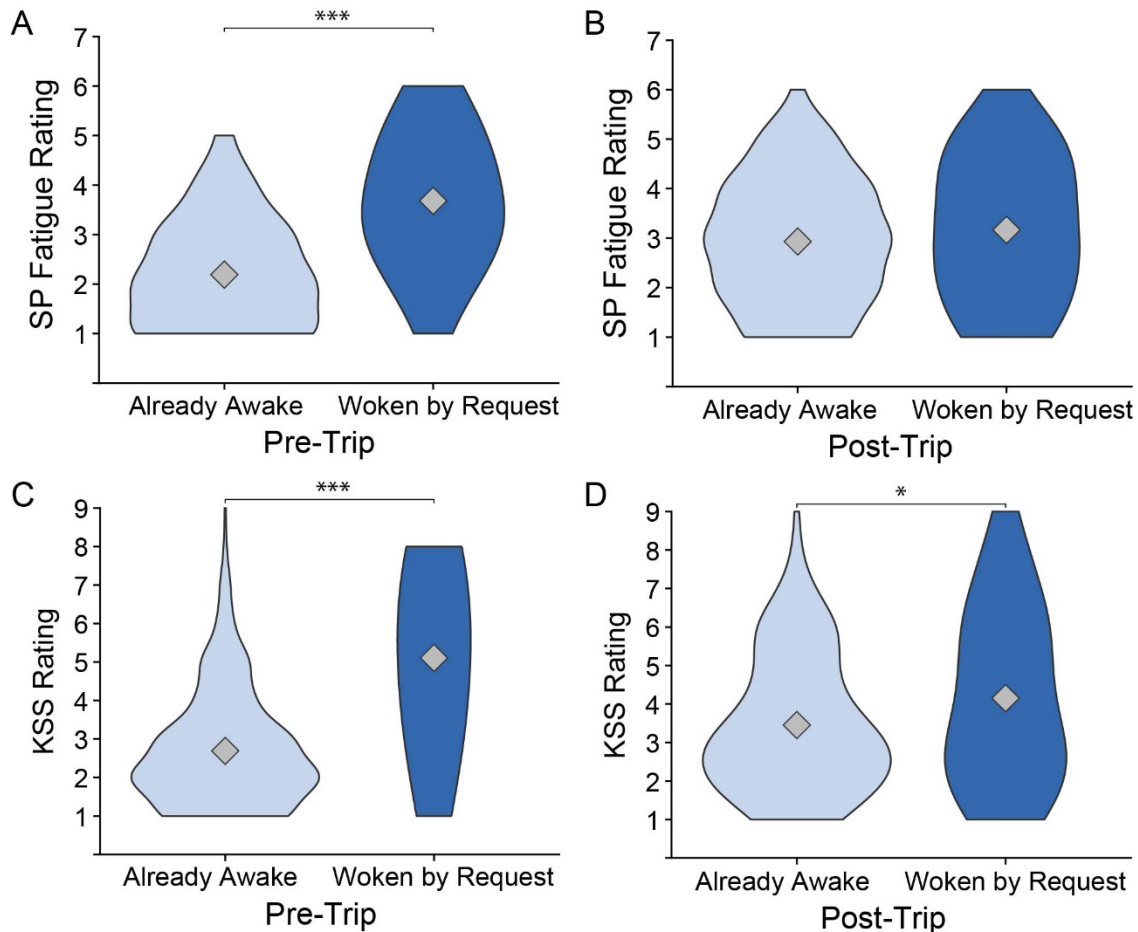 A
***
7
6
5
4
3
2
1
SP Fatigue Rating
Already Awake Woken by Request
Pre-Trip
B
7
6
5
4
3
2
1
SP Fatigue Rating
Already Awake Woken by Request
Post-Trip
C
***
9
8
7
6
5
4
3
2
1
KSS Rating
Already Awake Woken by Request
Pre-Trip
D
*
9
8
7
6
5
4
3
2
1
KSS Rating
Already Awake Woken by Request
Post-Trip